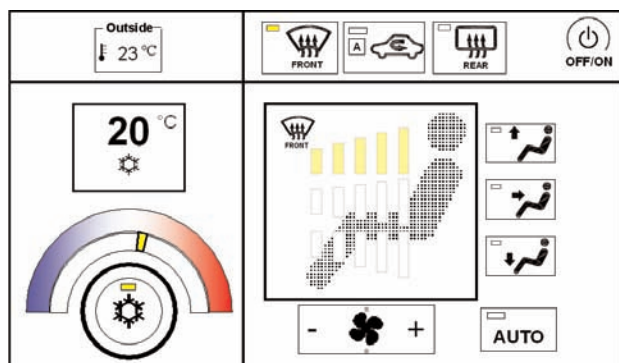 Outside
23 °C
FRONT
A
REAR
OFF/ON
20 °C
FRONT
- +
AUTO